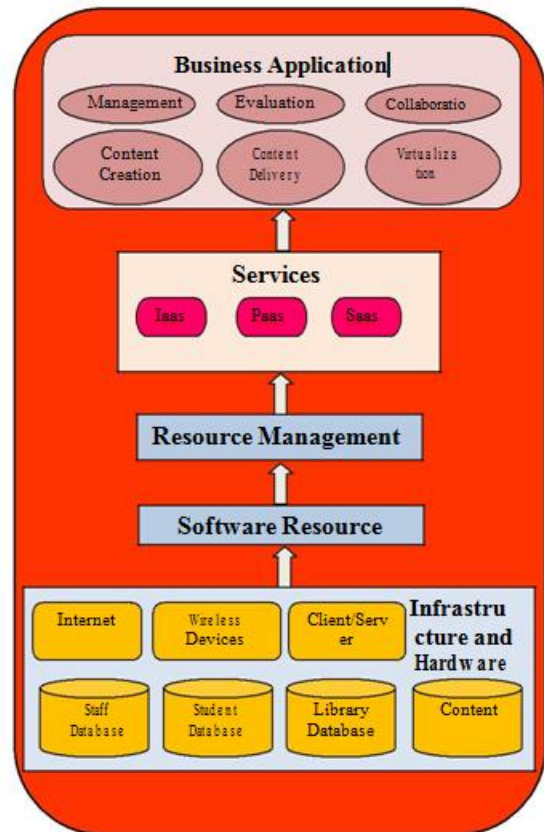 Business Application
Management Evaluation Collaboratio
Content
Creation
Content
Delivery
Virtualiza
tion
Services
Iaas Paas Saas
Resource Management
Software Resource
Internet
Wireless
Devices
Client/Serv
er
Infrastru
cture and
Hardware
Staff
Database
Student
Database
Library
Database
Content